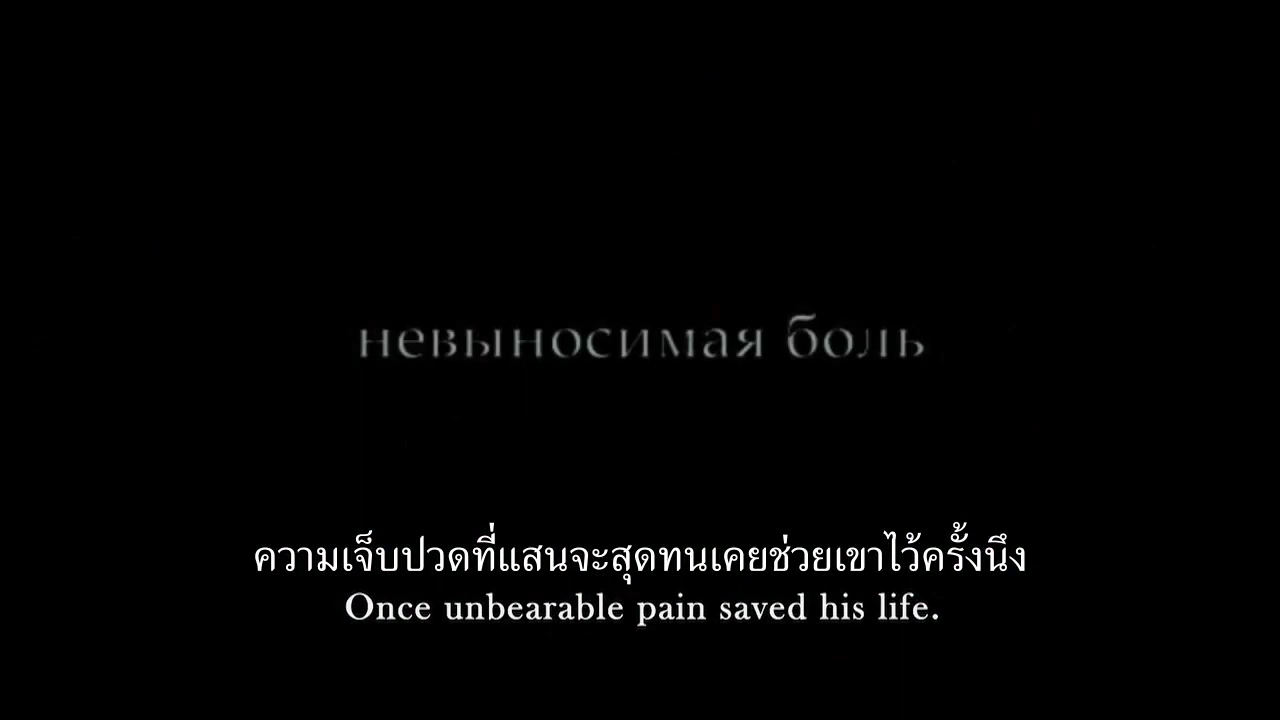 невыносимая боль
ความเจ็บปวดที่แสนจะสุดทนเคยช่วยเขาไว้ครั้งนึง
Once unbearable pain saved his life.